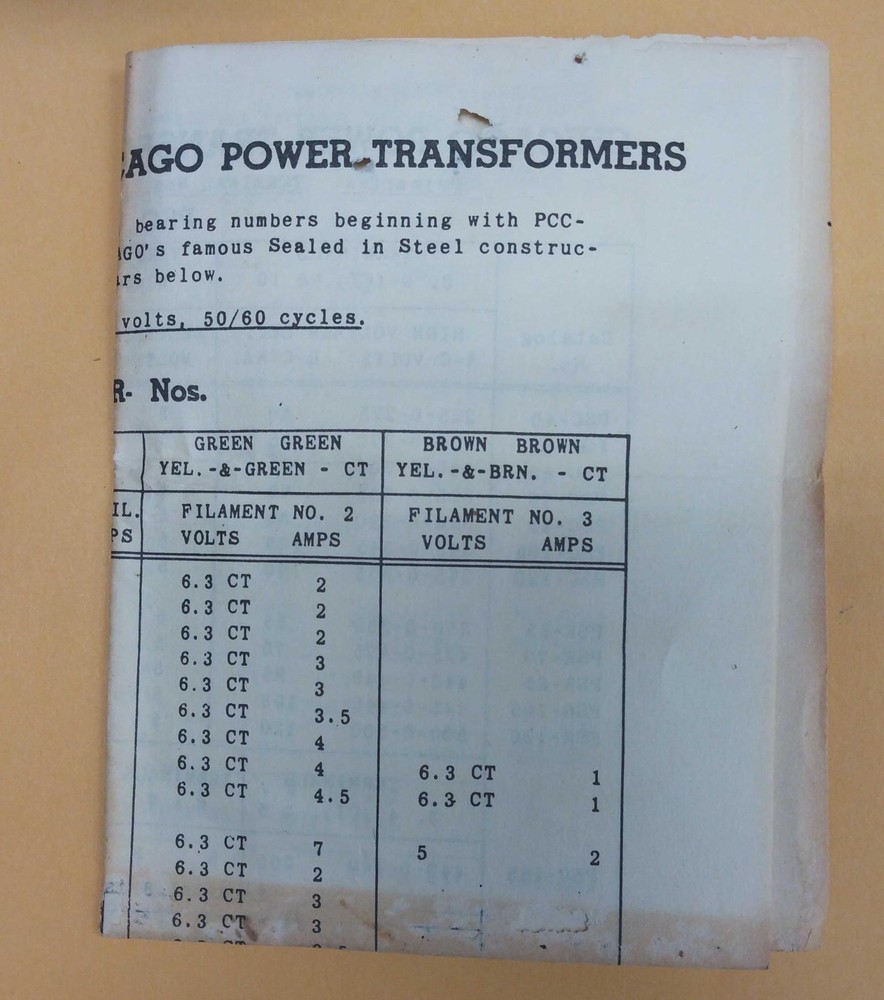 AGO POWER TRANSFORMERS
bearing numbers beginning with PCC-
AGO's famous Sealed in Steel construc-
rs below.
volts, 50/60 cycles.
R- Nos.
GREEN GREEN BROWN BROWN
YEL.-&-GREEN - CT YEL.-&-BRN. - CT
IL. FILAMENT NO. 2 FILAMENT NO. 3
PS VOLTS AMPS VOLTS AMPS
6.3 CT 2
6.3 CT 2
6.3 CT 2
6.3 CT 3
6.3 CT 3
6.3 CT 3.5
6.3 CT 4
6.3 CT 4 6.3 CT 1
6.3 CT 4.5 6.3 CT 1
6.3 CT 7 5 2
6.3 CT 2
6.3 CT 3
6.3 CT 3